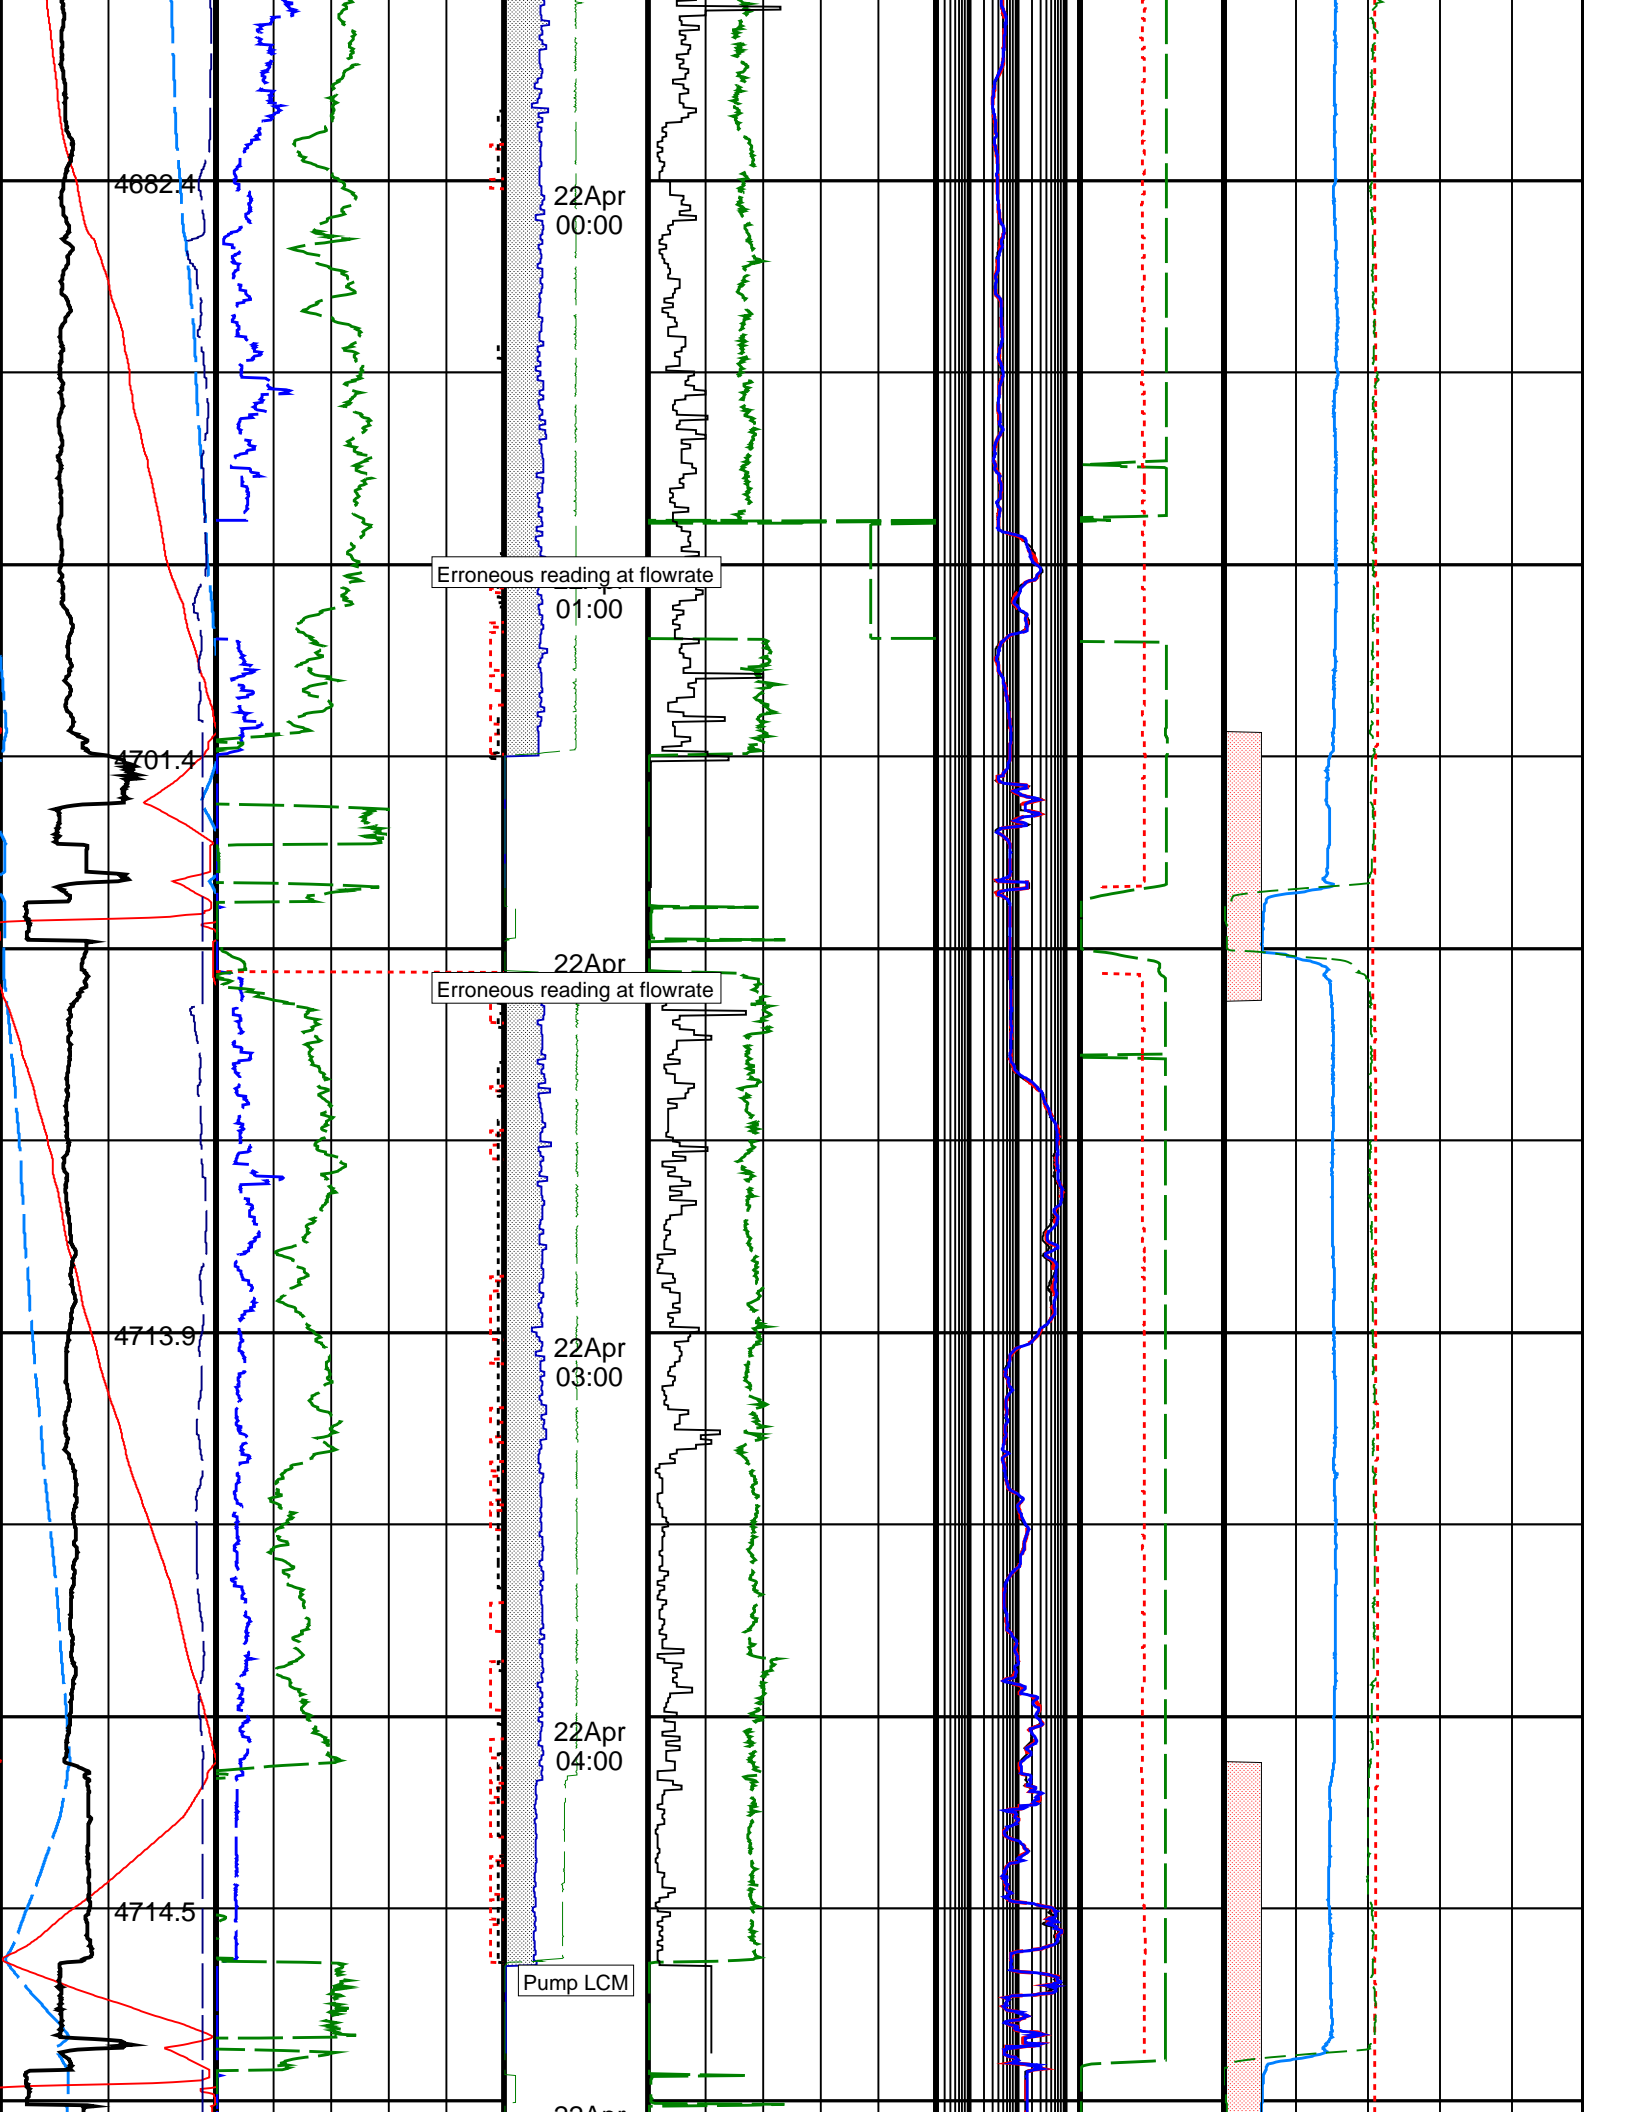 4682.4
22Apr
00:00
Erroneous reading at flowrate
01:00
4701.4
22Apr
Erroneous reading at flowrate
4713.9
22Apr
03:00
22Apr
04:00
4714.5
Pump LCM